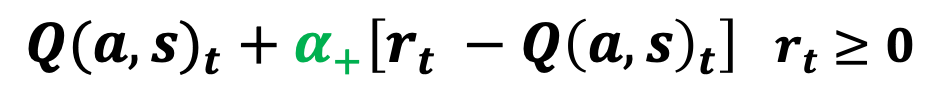 Q(a, s)ₜ + α₊[rₜ − Q(a, s)ₜ] rₜ ≥ 0